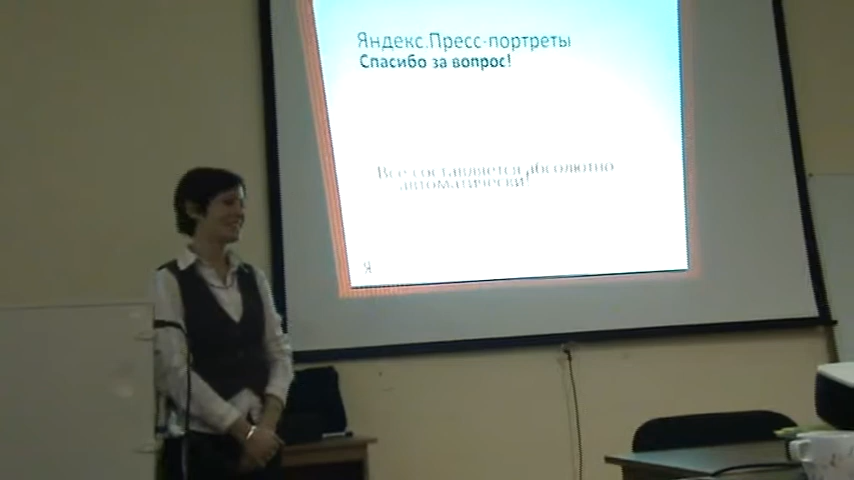 Яндекс.Пресс-портреты
Спасибо за вопрос!
Все составляется абсолютно
автоматически!
Я